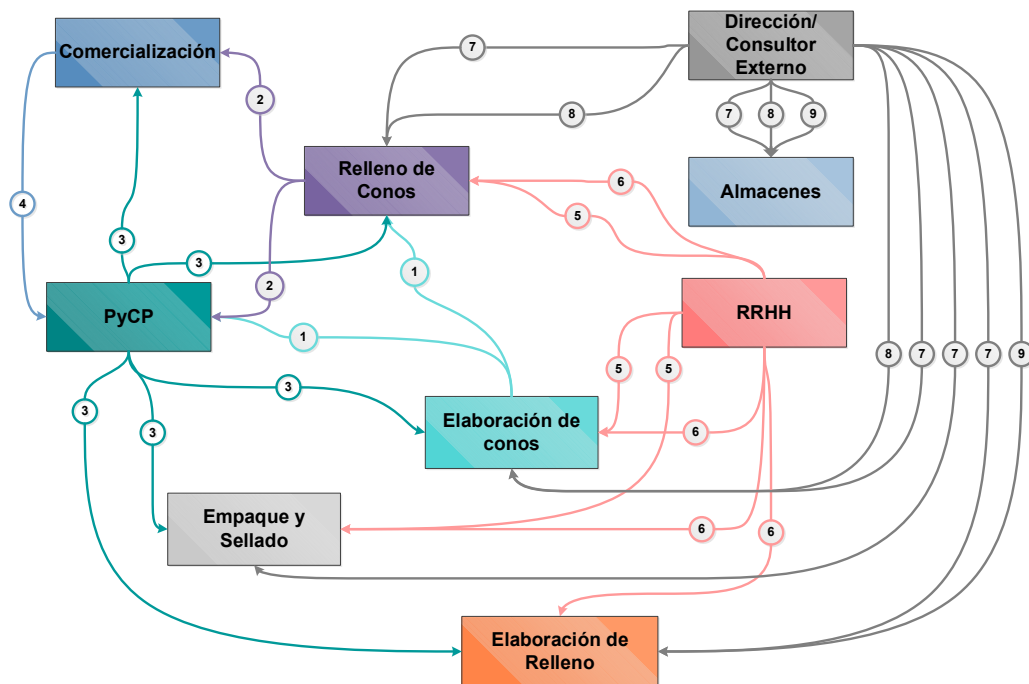 Comercialización
Dirección/
Consultor
Externo
7
2
8
7
8
9
Relleno de
Conos
6
Almacenes
4
5
3
3
1
2
PyCP
RRHH
1
8
7
7
7
9
5
5
3
3
3
Elaboración de
conos
6
Empaque y
Sellado
6
6
Elaboración de
Relleno